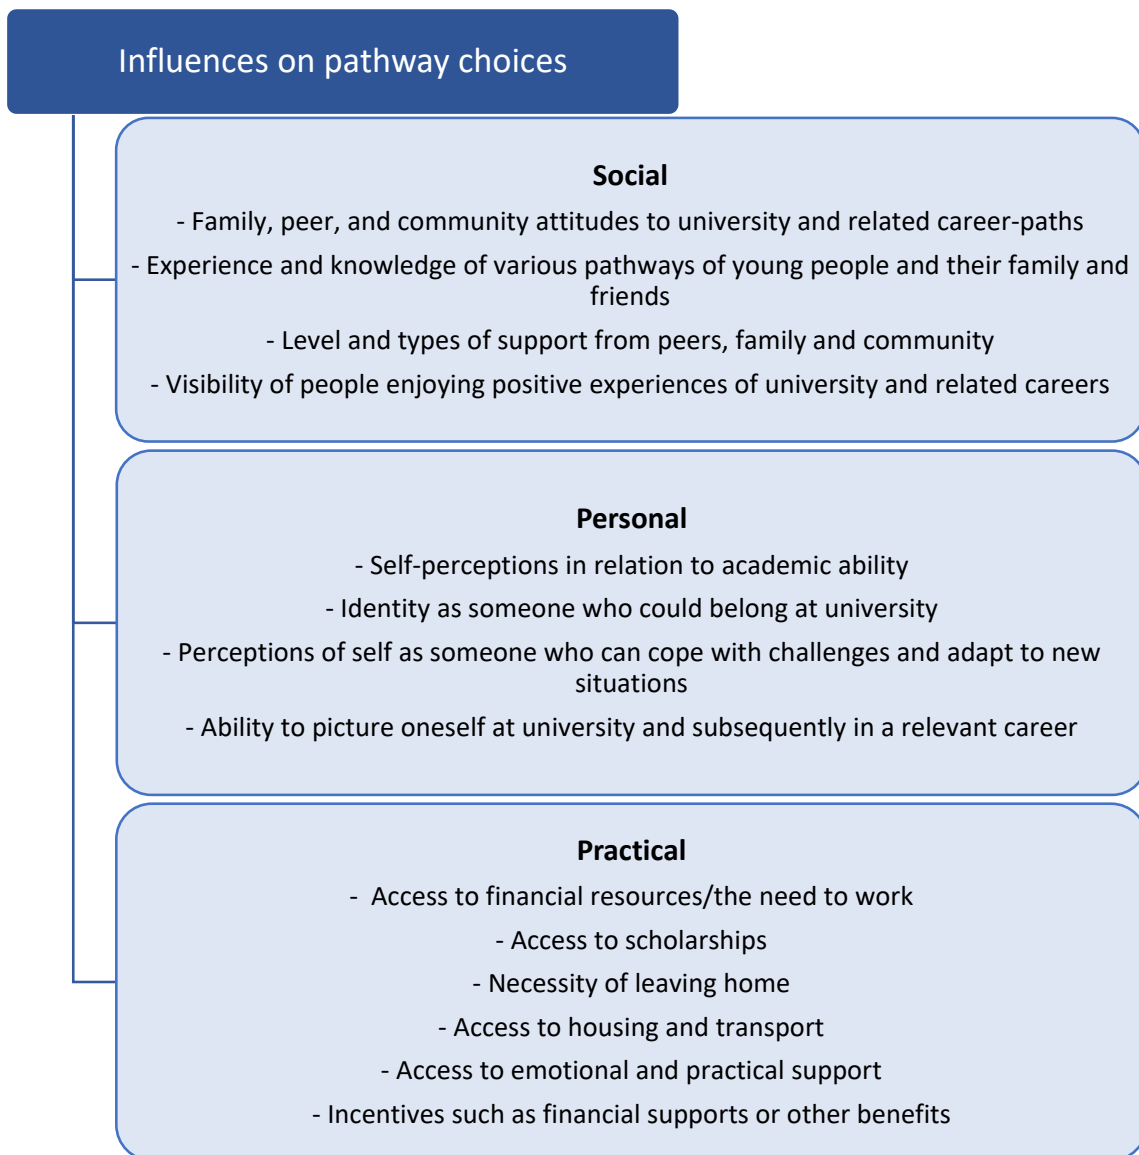 Influences on pathway choices
Social
- Family, peer, and community attitudes to university and related career-paths
- Experience and knowledge of various pathways of young people and their family and
friends
- Level and types of support from peers, family and community
- Visibility of people enjoying positive experiences of university and related careers
Personal
- Self-perceptions in relation to academic ability
- Identity as someone who could belong at university
- Perceptions of self as someone who can cope with challenges and adapt to new
situations
- Ability to picture oneself at university and subsequently in a relevant career
Practical
- Access to financial resources/the need to work
- Access to scholarships
- Necessity of leaving home
- Access to housing and transport
- Access to emotional and practical support
- Incentives such as financial supports or other benefits